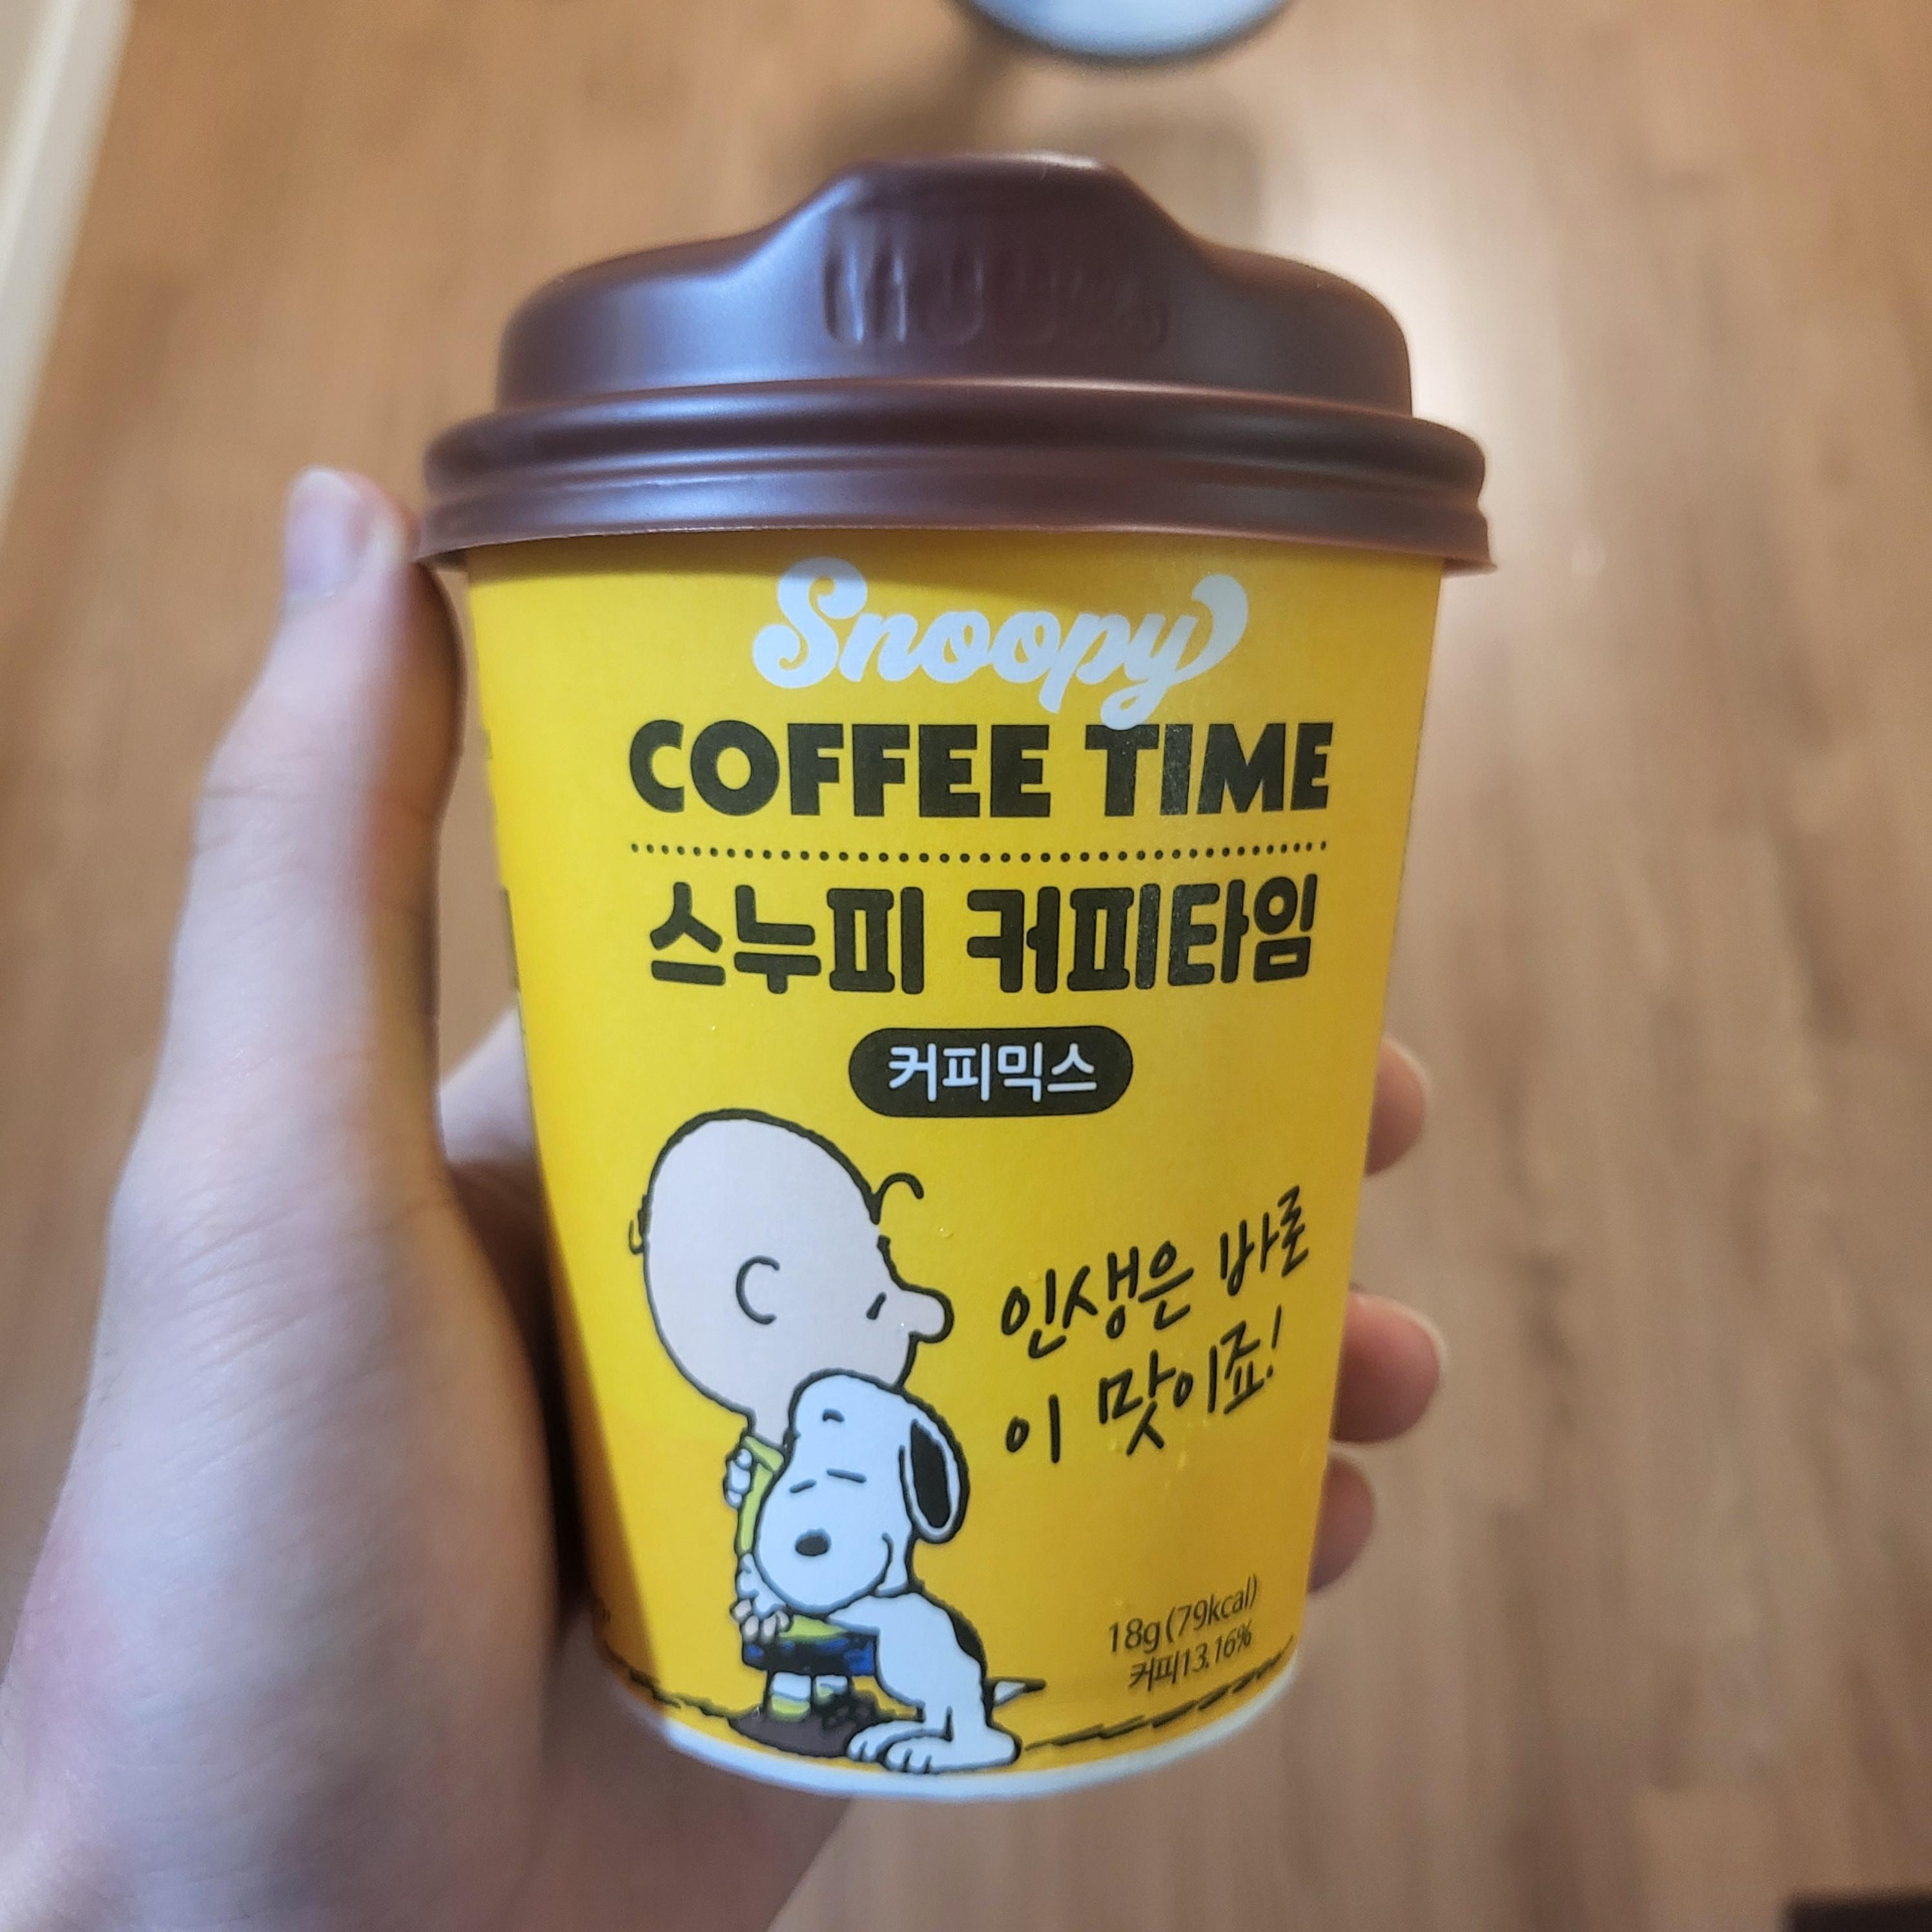 Snoopy
COFFEE TIME
스누피 커피타임
커피믹스
인생은 바로
이 맛이죠!
18g(79kcal)
커피13.16%